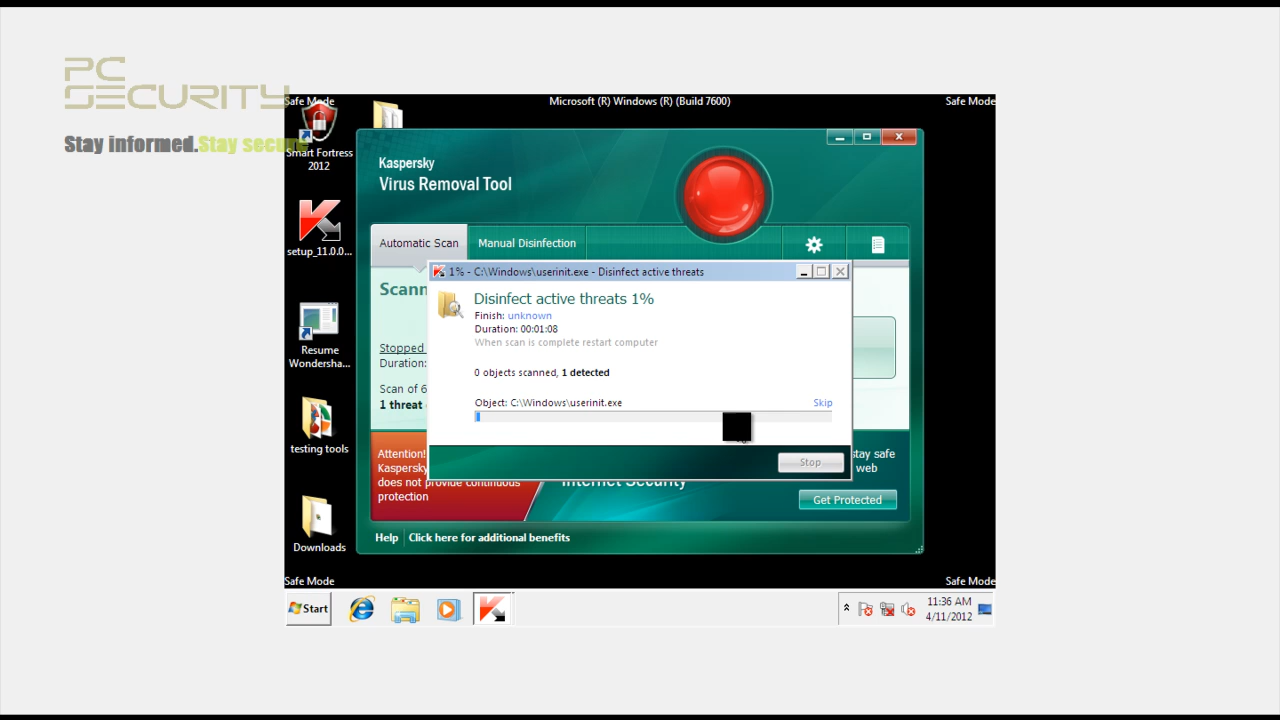 PC
SECURITY
Stay informed.Stay secure
Safe Mode
Microsoft (R) Windows (R) (Build 7600)
Safe Mode
Smart Fortress
2012
setup_11.0.0...
Resume
Wondersha...
testing tools
Downloads
Kaspersky
Virus Removal Tool
Automatic Scan
Manual Disinfection
Scann
Stopped
Duration:
Scan of 6
1 threat
1% - C:\Windows\userinit.exe - Disinfect active threats
Disinfect active threats 1%
Finish: unknown
Duration: 00:01:08
When scan is complete restart computer
0 objects scanned, 1 detected
Object: C:\Windows\userinit.exe
Skip
Stop
Attention!
Kaspersky
does not provide continuous
protection
Internet Security
stay safe
web
Get Protected
Help
Click here for additional benefits
Safe Mode
Safe Mode
Start
11:36 AM
4/11/2012